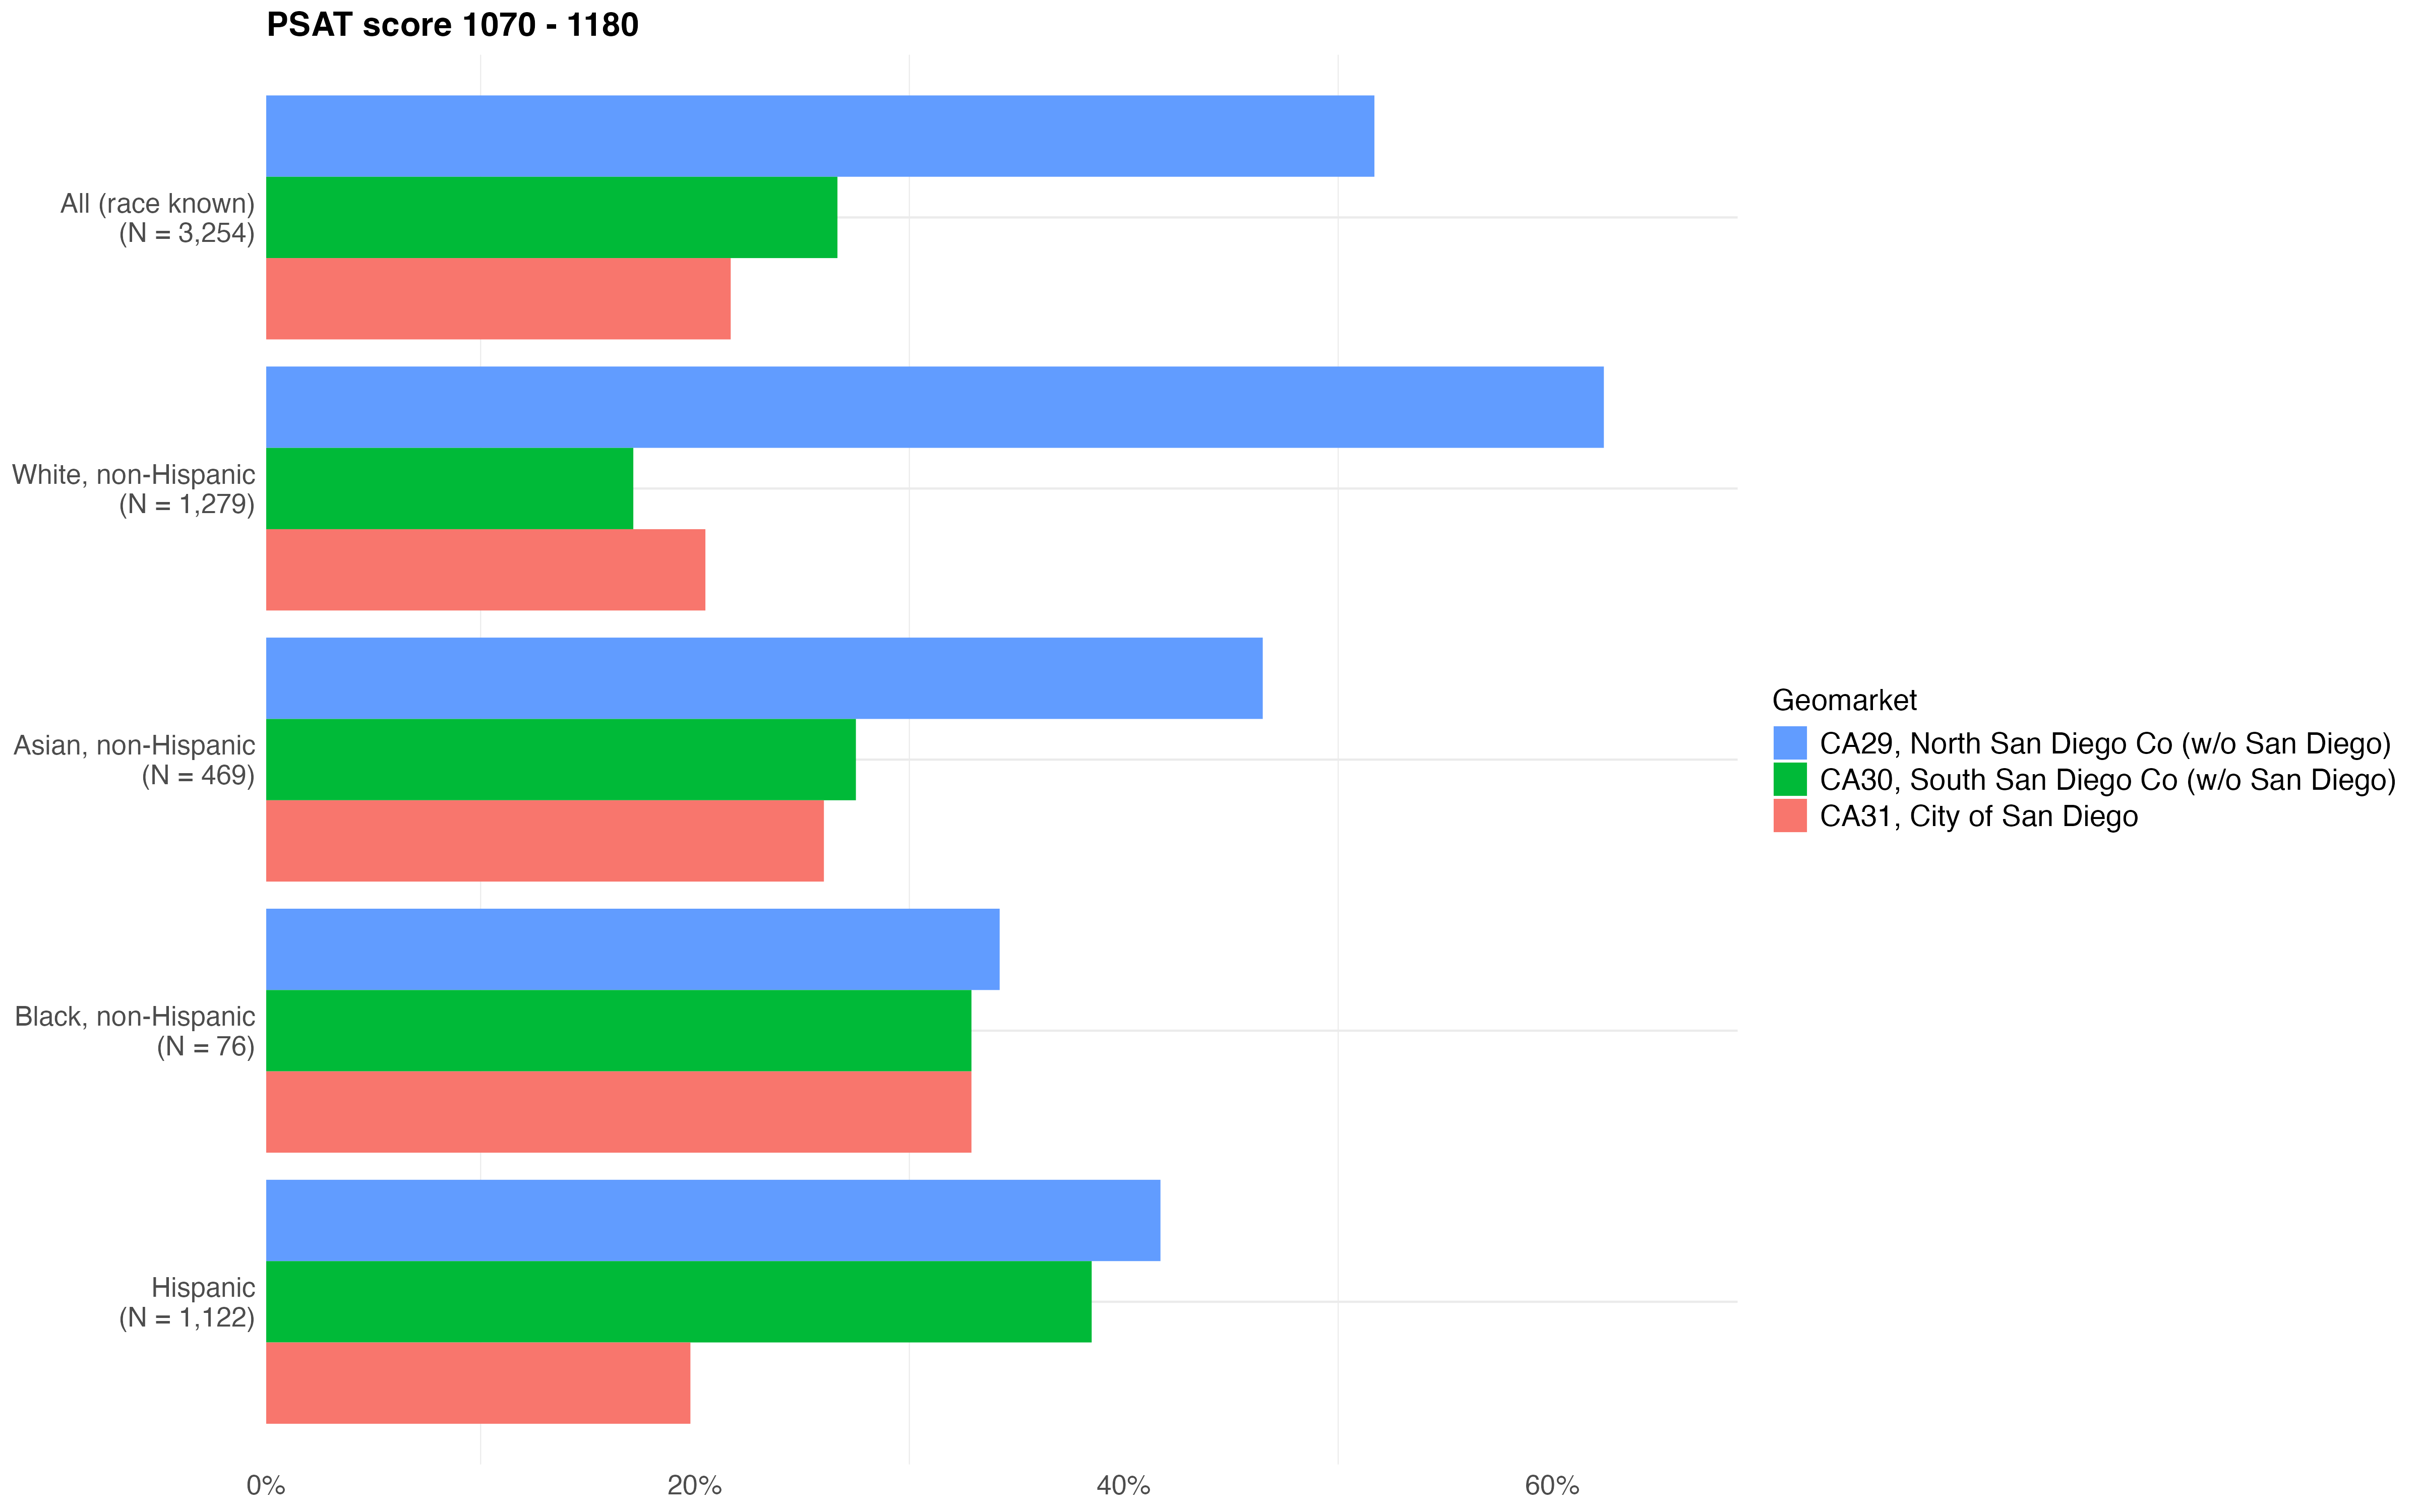 PSAT score 1070 - 1180
All (race known)
(N = 3,254)
White, non-Hispanic
(N = 1,279)
Asian, non-Hispanic
(N = 469)
Black, non-Hispanic
(N = 76)
Hispanic
(N = 1,122)
0%
20%
40%
60%
Geomarket
CA29, North San Diego Co (w/o San Diego)
CA30, South San Diego Co (w/o San Diego)
CA31, City of San Diego